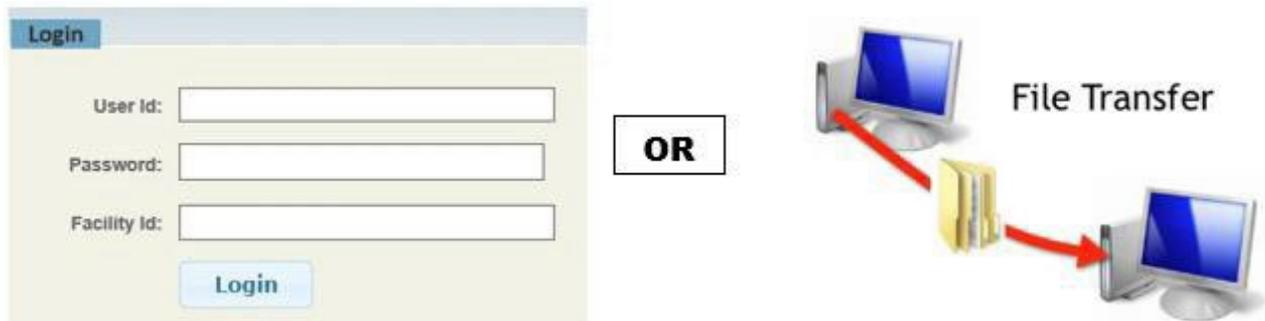 Login
User Id:
Password:
Facility Id:
Login
OR
File Transfer